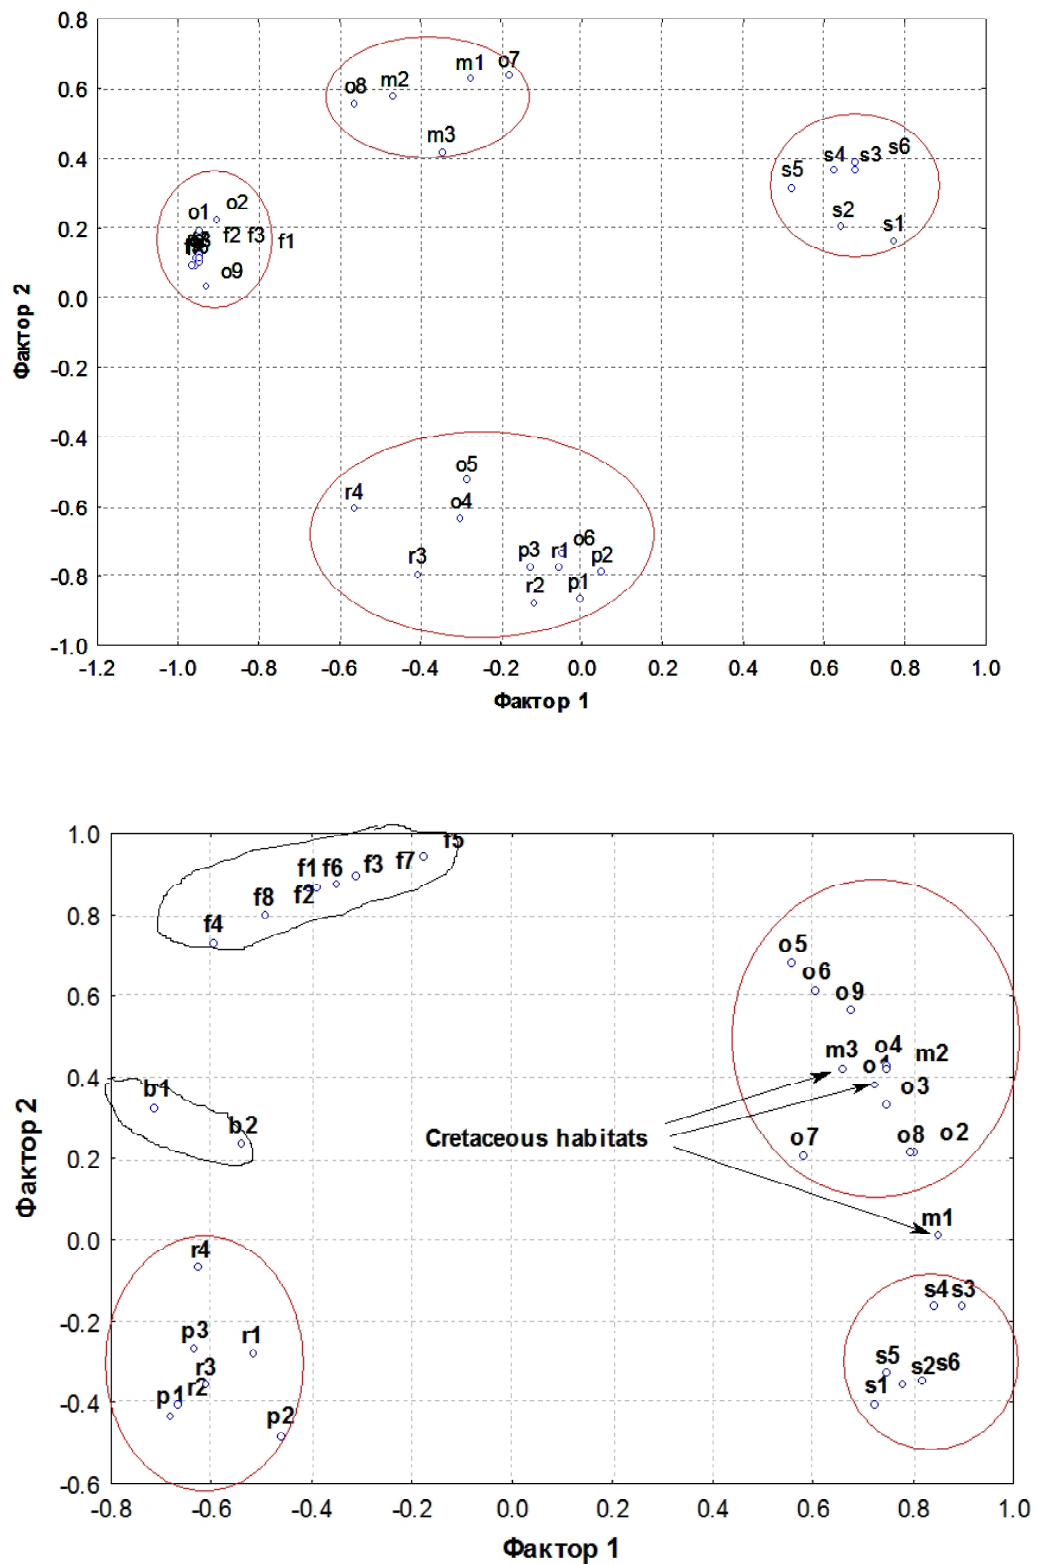 0.8
0.6
0.4
0.2
0.0
-0.2
-0.4
-0.6
-0.8
-1.0
Фактор 2
o7
m1
m2
o8
m3
s6
s3
s4
s5
s2
s1
o2
o1
f2 f3 f1
o9
o5
r4
o4
o6
p3 r1 p2
r3
r2 p1
-1.2 -1.0 -0.8 -0.6 -0.4 -0.2 0.0 0.2 0.4 0.6 0.8 1.0
Фактор 1
1.0
0.8
0.6
0.4
0.2
0.0
-0.2
-0.4
-0.6
Фактор 2
f5
f7
f1 f6 f3
f8 f2
f4
o5
o6
o9
o4
m3 m2
o3
b1
b2
Cretaceous habitats
o7 o8 o2
m1
r4
s4 s3
p3 r1
r3
s5 s2 s6
r2
p1 s1
p2
-0.8 -0.6 -0.4 -0.2 0.0 0.2 0.4 0.6 0.8 1.0
Фактор 1